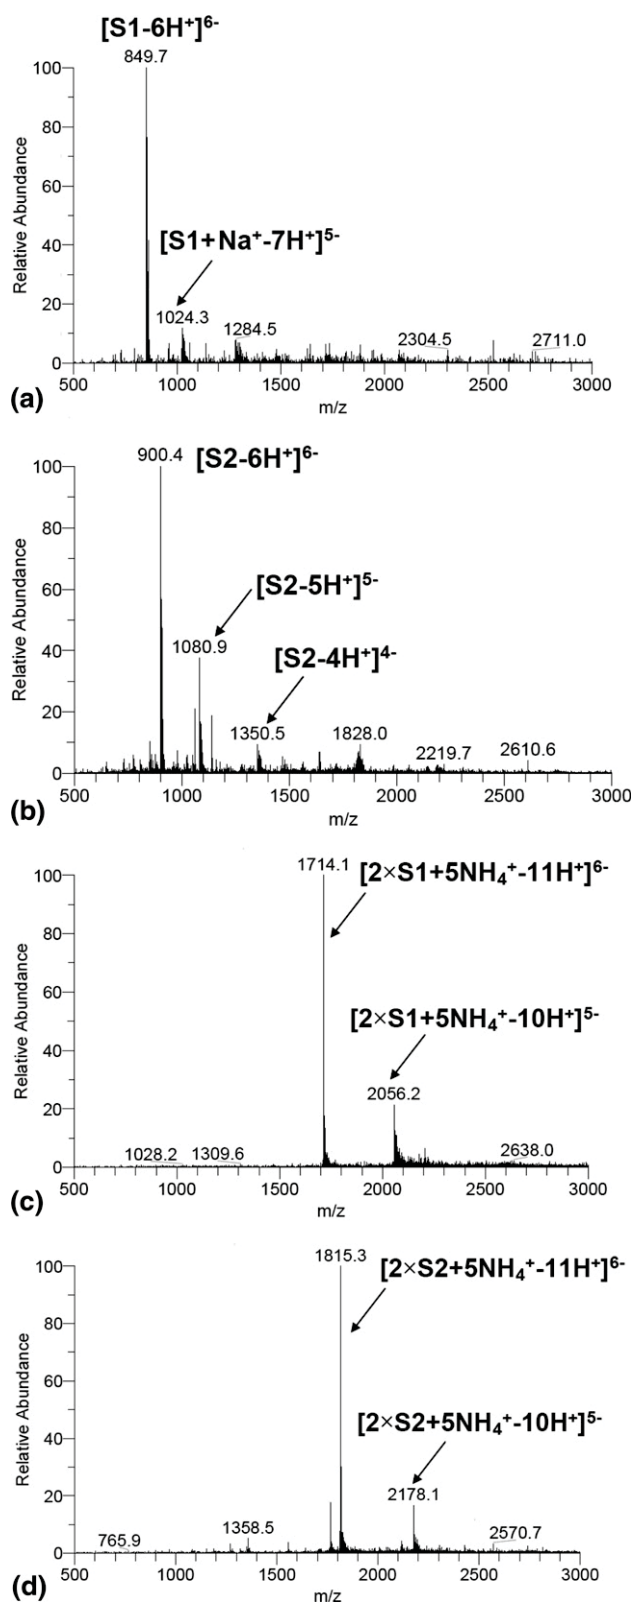 [S1-6H⁺]⁶⁻
849.7
100
80
60
40
20
0
Relative Abundance
[S1+Na⁺-7H⁺]⁵⁻
1024.3
1284.5
2304.5
2711.0
500 1000 1500 2000 2500 3000
m/z
(a)
[S2-6H⁺]⁶⁻
900.4
100
80
60
40
20
0
Relative Abundance
[S2-5H⁺]⁵⁻
1080.9
[S2-4H⁺]⁴⁻
1350.5
1828.0
2219.7
2610.6
500 1000 1500 2000 2500 3000
m/z
(b)
1714.1
[2×S1+5NH₄⁺-11H⁺]⁶⁻
100
80
60
40
20
0
Relative Abundance
[2×S1+5NH₄⁺-10H⁺]⁵⁻
2056.2
1028.2
1309.6
2638.0
500 1000 1500 2000 2500 3000
m/z
(c)
1815.3
[2×S2+5NH₄⁺-11H⁺]⁶⁻
100
80
60
40
20
0
Relative Abundance
[2×S2+5NH₄⁺-10H⁺]⁵⁻
2178.1
765.9
1358.5
2570.7
500 1000 1500 2000 2500 3000
m/z
(d)